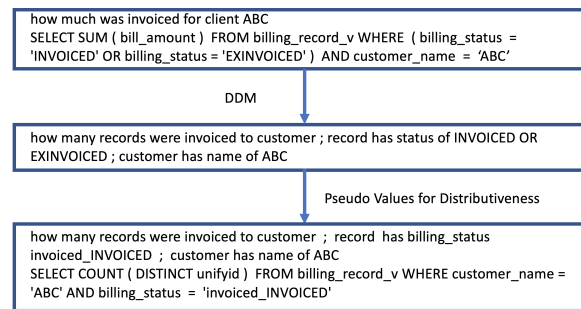 how much was invoiced for client ABC
SELECT SUM ( bill_amount )  FROM billing_record_v WHERE  ( billing_status  =
'INVOICED' OR billing_status = 'EXINVOICED' )  AND customer_name  =  ‘ABC’
DDM
how many records were invoiced to customer ; record has status of INVOICED OR
EXINVOICED ; customer has name of ABC
Pseudo Values for Distributiveness
how many records were invoiced to customer  ;  record  has billing_status
invoiced_INVOICED  ;  customer has name of ABC
SELECT COUNT ( DISTINCT unifyid )  FROM billing_record_v WHERE customer_name =
'ABC' AND billing_status  =  'invoiced_INVOICED'